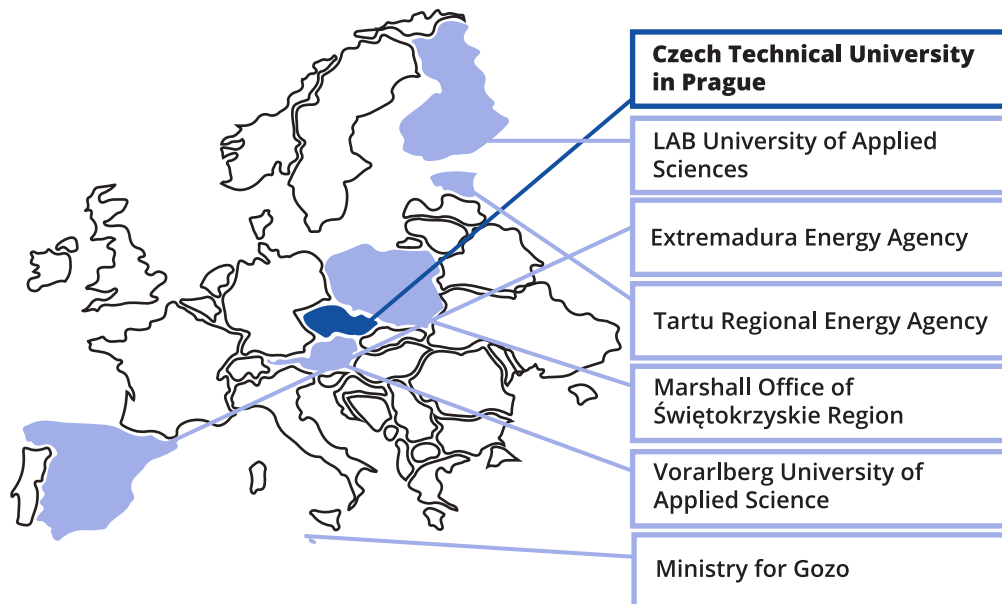 Czech Technical University
in Prague
LAB University of Applied
Sciences
Extremadura Energy Agency
Tartu Regional Energy Agency
Marshall Office of
Świętokrzyskie Region
Vorarlberg University of
Applied Science
Ministry for Gozo